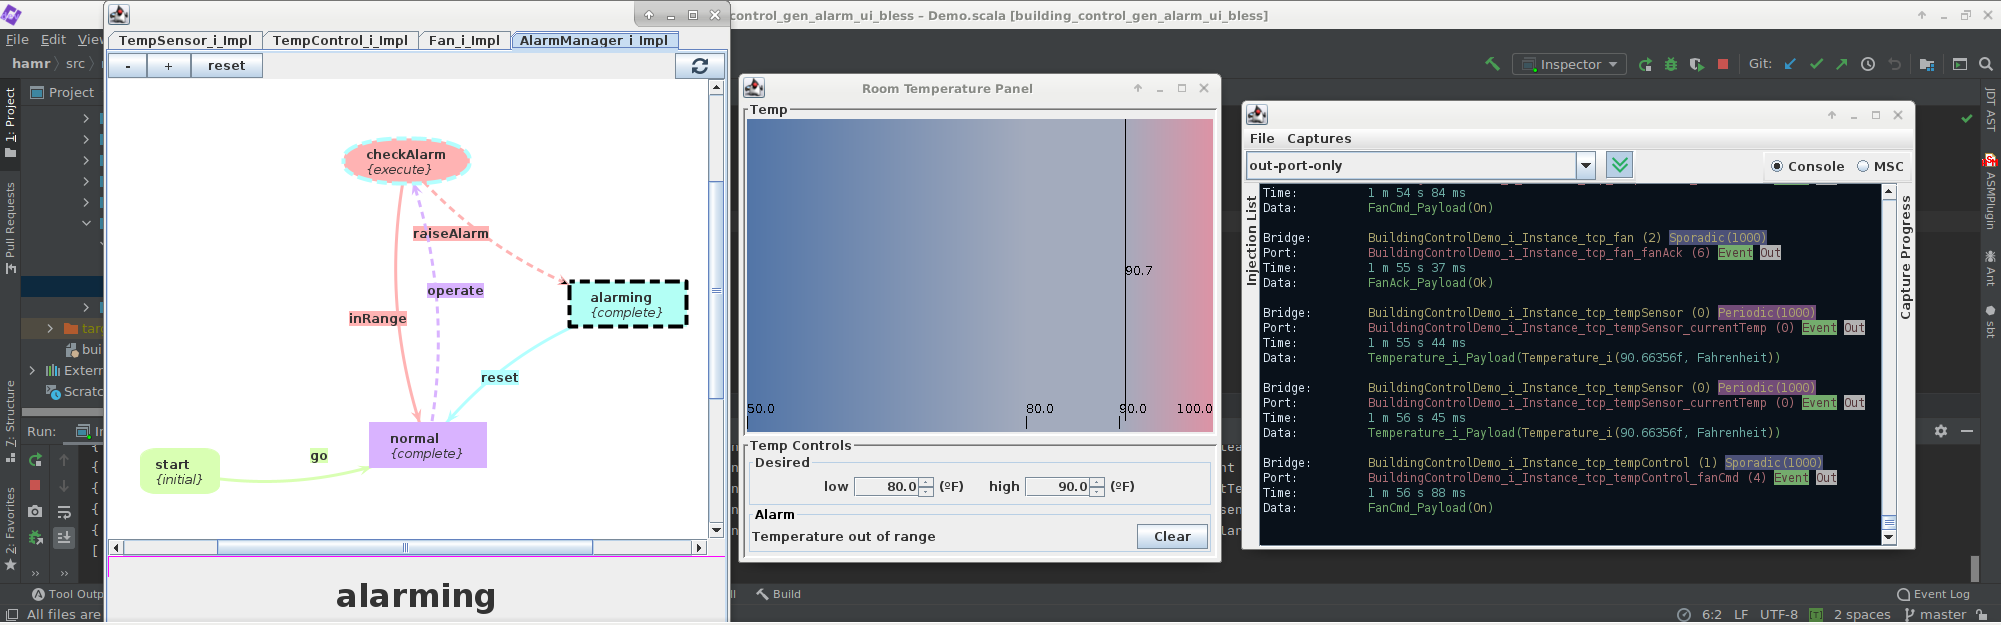 control_gen_alarm_ui_bless – Demo.scala [building_control_gen_alarm_ui_bless]
File Edit View
hamr src
Inspector
Git:
Project
1: Project
Pull Requests
7: Structure
2: Favorites
tar
bui
Extern
Scratc
Run:
Tool Outp
All files are
TempSensor_i_Impl TempControl_i_Impl Fan_i_Impl AlarmManager_i_Impl
- + reset
checkAlarm
{execute}
raiseAlarm
operate
alarming
{complete}
inRange
reset
normal
{complete}
start
{initial}
go
alarming
Room Temperature Panel
Temp
90.7
50.0 80.0 90.0 100.0
Temp Controls
Desired
low 80.0 (ºF) high 90.0 (ºF)
Alarm
Temperature out of range
Clear
File Captures
out-port-only
Console MSC
Injection List
Capture Progress
Time: 1 m 54 s 84 ms
Data: FanCmd_Payload(On)
Bridge: BuildingControlDemo_i_Instance_tcp_fan (2) Sporadic(1000)
Port: BuildingControlDemo_i_Instance_tcp_fan_fanAck (6) Event Out
Time: 1 m 55 s 37 ms
Data: FanAck_Payload(Ok)
Bridge: BuildingControlDemo_i_Instance_tcp_tempSensor (0) Periodic(1000)
Port: BuildingControlDemo_i_Instance_tcp_tempSensor_currentTemp (0) Event Out
Time: 1 m 55 s 44 ms
Data: Temperature_i_Payload(Temperature_i(90.66356f, Fahrenheit))
Bridge: BuildingControlDemo_i_Instance_tcp_tempSensor (0) Periodic(1000)
Port: BuildingControlDemo_i_Instance_tcp_tempSensor_currentTemp (0) Event Out
Time: 1 m 56 s 45 ms
Data: Temperature_i_Payload(Temperature_i(90.66356f, Fahrenheit))
Bridge: BuildingControlDemo_i_Instance_tcp_tempControl (1) Sporadic(1000)
Port: BuildingControlDemo_i_Instance_tcp_tempControl_fanCmd (4) Event Out
Time: 1 m 56 s 88 ms
Data: FanCmd_Payload(On)
JDT AST
ASMPlugin
Ant
sbt
Build
Event Log
6:2 LF UTF-8 2 spaces master